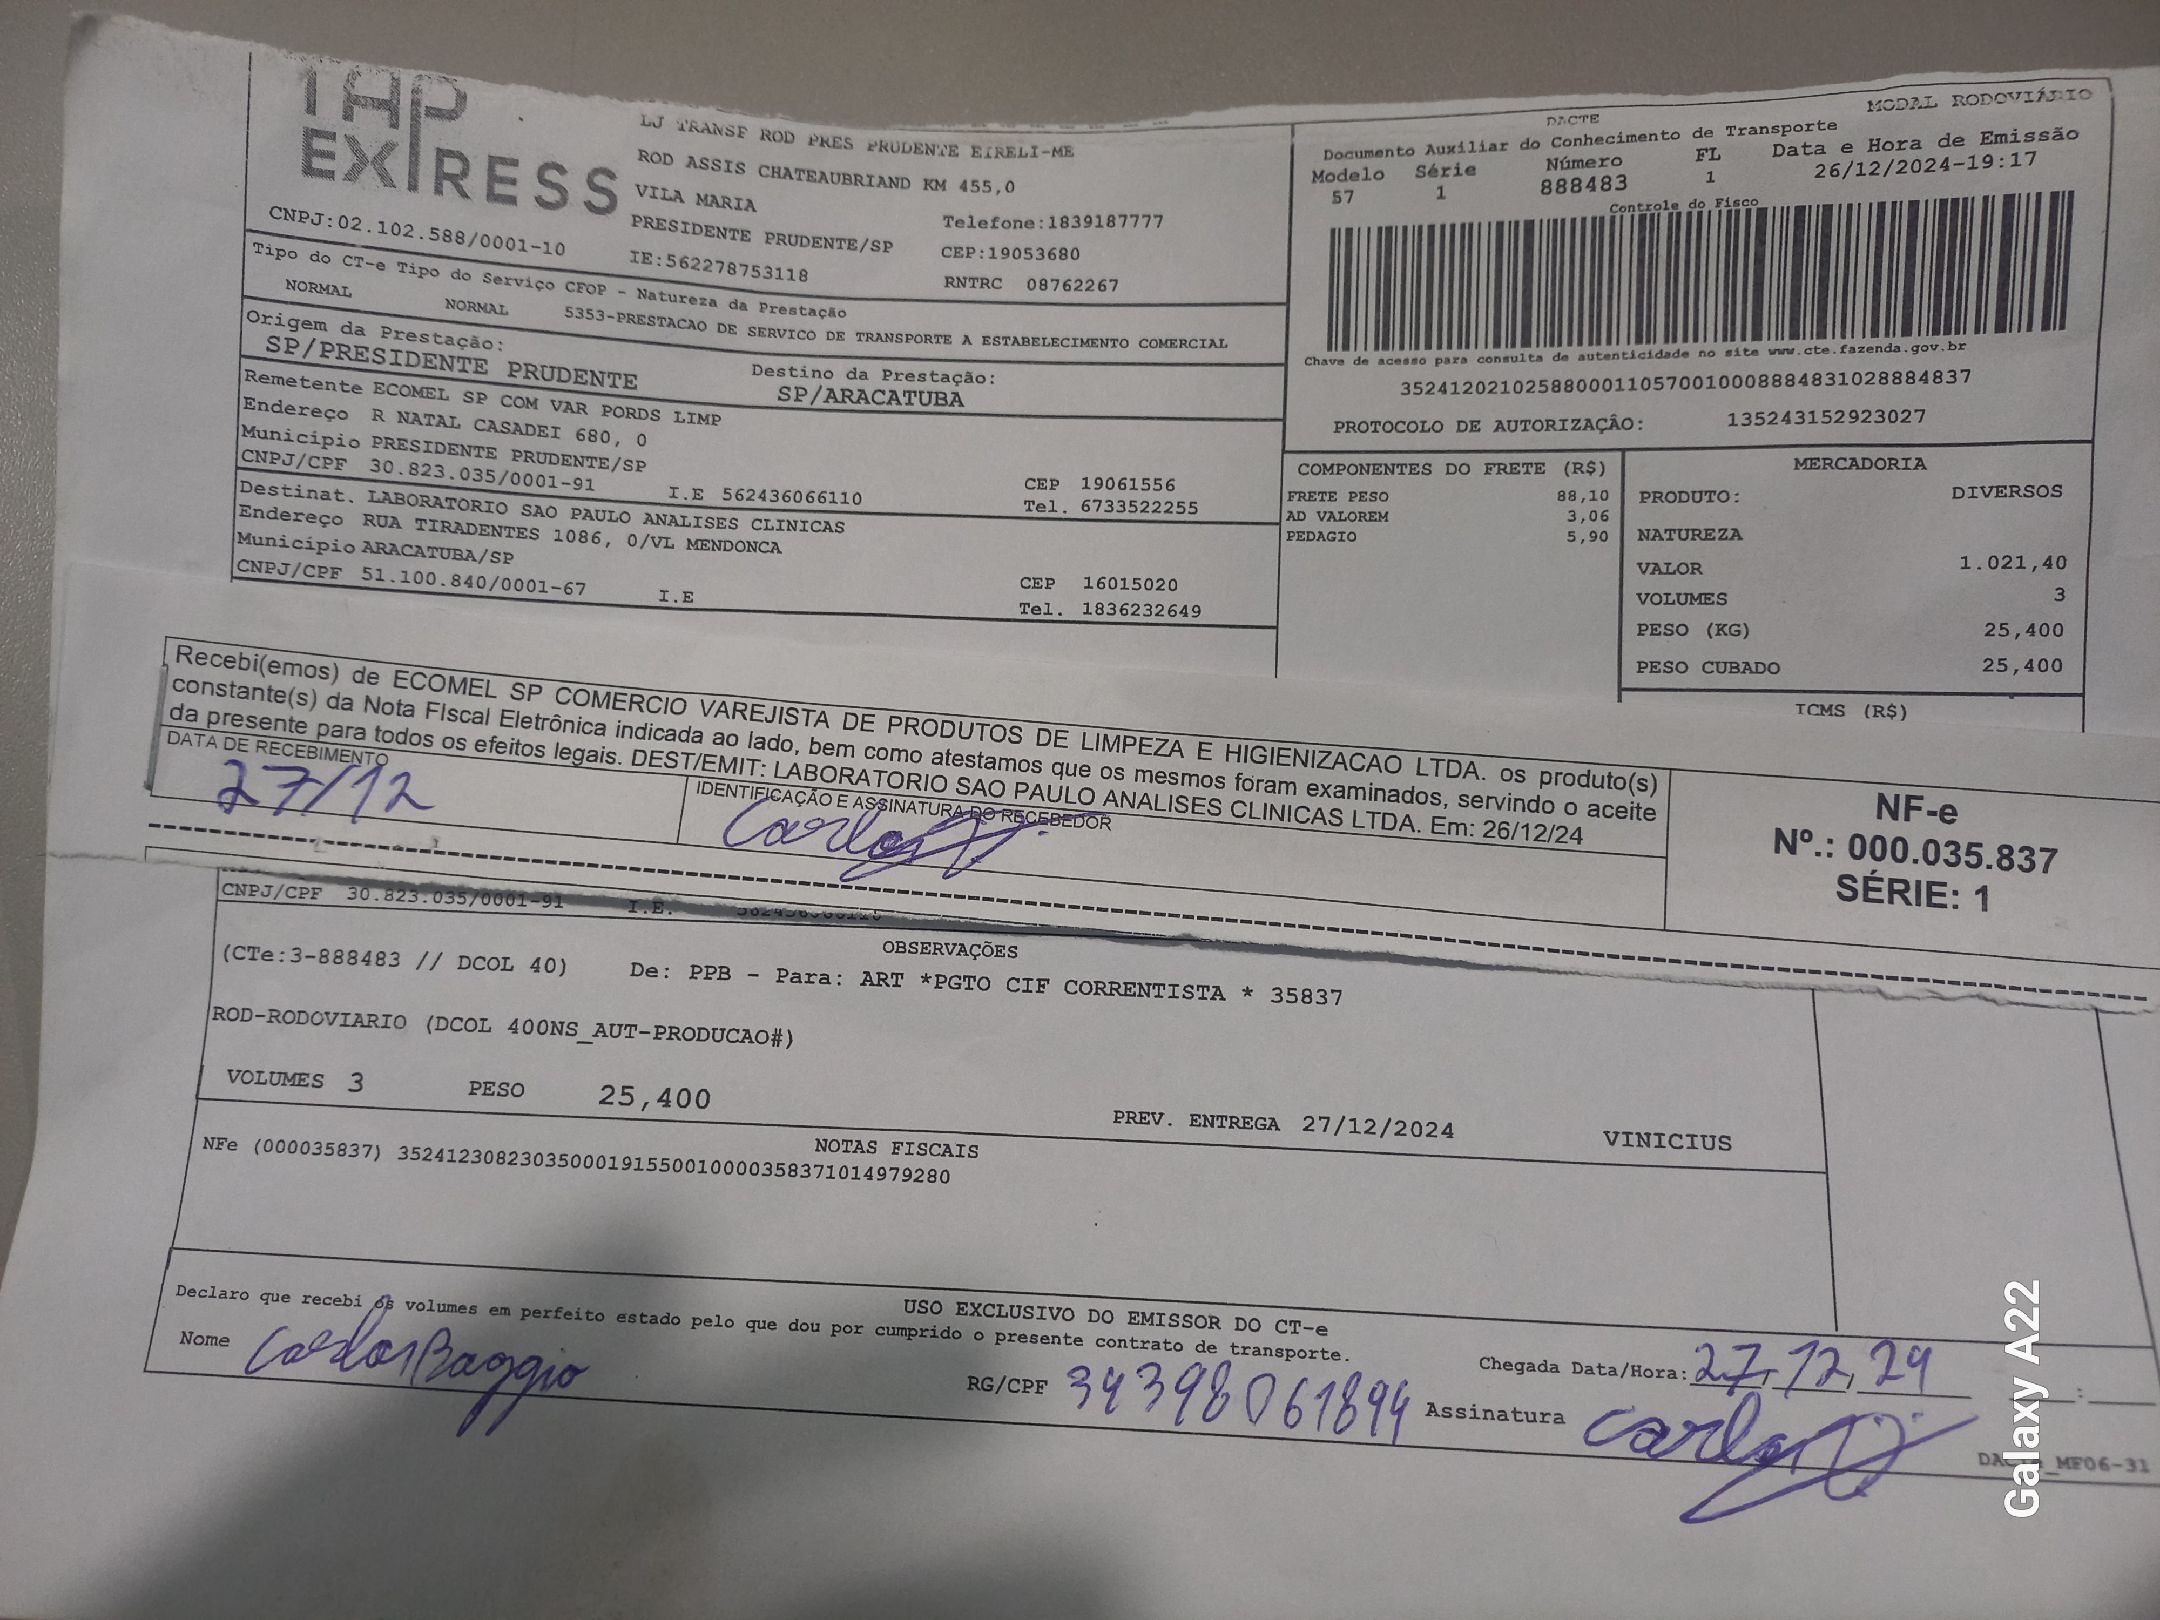 TAP
EXPRESS
CNPJ:02.102.588/0001-10
LJ TRANSF ROD PRES PRUDENTE EIRELI-ME
ROD ASSIS CHATEAUBRIAND KM 455,0
VILA MARIA
PRESIDENTE PRUDENTE/SP
IE:562278753118
Telefone:1839187777
CEP:19053680
RNTRC 08762267
DACTE
MODAL RODOVIÁRIO
Documento Auxiliar do Conhecimento de Transporte
Modelo Série Número FL Data e Hora de Emissão
57 1 888483 1 26/12/2024-19:17
Controle do Fisco
Chave de acesso para consulta de autenticidade no site www.cte.fazenda.gov.br
35241202102588000110570010008884831028884837
PROTOCOLO DE AUTORIZAÇÂO: 135243152923027
Tipo do CT-e Tipo do Serviço CFOP - Natureza da Prestação
NORMAL NORMAL 5353-PRESTACAO DE SERVICO DE TRANSPORTE A ESTABELECIMENTO COMERCIAL
Origem da Prestação:
SP/PRESIDENTE PRUDENTE
Destino da Prestação:
SP/ARACATUBA
Remetente ECOMEL SP COM VAR PORDS LIMP
Endereço R NATAL CASADEI 680, 0
Município PRESIDENTE PRUDENTE/SP
CNPJ/CPF 30.823.035/0001-91 I.E 562436066110
CEP 19061556
Tel. 6733522255
Destinat. LABORATORIO SAO PAULO ANALISES CLINICAS
Endereço RUA TIRADENTES 1086, 0/VL MENDONCA
Município ARACATUBA/SP
CNPJ/CPF 51.100.840/0001-67 I.E
CEP 16015020
Tel. 1836232649
COMPONENTES DO FRETE (R$)
FRETE PESO 88,10
AD VALOREM 3,06
PEDAGIO 5,90
MERCADORIA
PRODUTO: DIVERSOS
NATUREZA
VALOR 1.021,40
VOLUMES 3
PESO (KG) 25,400
PESO CUBADO 25,400
ICMS (R$)
Recebi(emos) de ECOMEL SP COMERCIO VAREJISTA DE PRODUTOS DE LIMPEZA E HIGIENIZACAO LTDA. os produto(s)
constante(s) da Nota FIscal Eletrônica indicada ao lado, bem como atestamos que os mesmos foram examinados, servindo o aceite
da presente para todos os efeitos legais. DEST/EMIT: LABORATORIO SAO PAULO ANALISES CLINICAS LTDA. Em: 26/12/24
DATA DE RECEBIMENTO
27/12
IDENTIFICAÇÃO E ASSINATURA DO RECEBEDOR
Carlos
NF-e
Nº.: 000.035.837
SÉRIE: 1
CNPJ/CPF 30.823.035/0001-91 I.E. 562436066110
OBSERVAÇÕES
(CTe:3-888483 // DCOL 40) De: PPB - Para: ART *PGTO CIF CORRENTISTA * 35837
ROD-RODOVIARIO (DCOL 400NS_AUT-PRODUCAO#)
VOLUMES 3 PESO 25,400
PREV. ENTREGA 27/12/2024 VINICIUS
NOTAS FISCAIS
NFe (000035837) 35241230823035000191550010000358371014979280
USO EXCLUSIVO DO EMISSOR DO CT-e
Declaro que recebi os volumes em perfeito estado pelo que dou por cumprido o presente contrato de transporte.
Nome Carlos Baggio
RG/CPF 34398061894
Chegada Data/Hora: 27,12,24 :
Assinatura Carlos
Galaxy A22